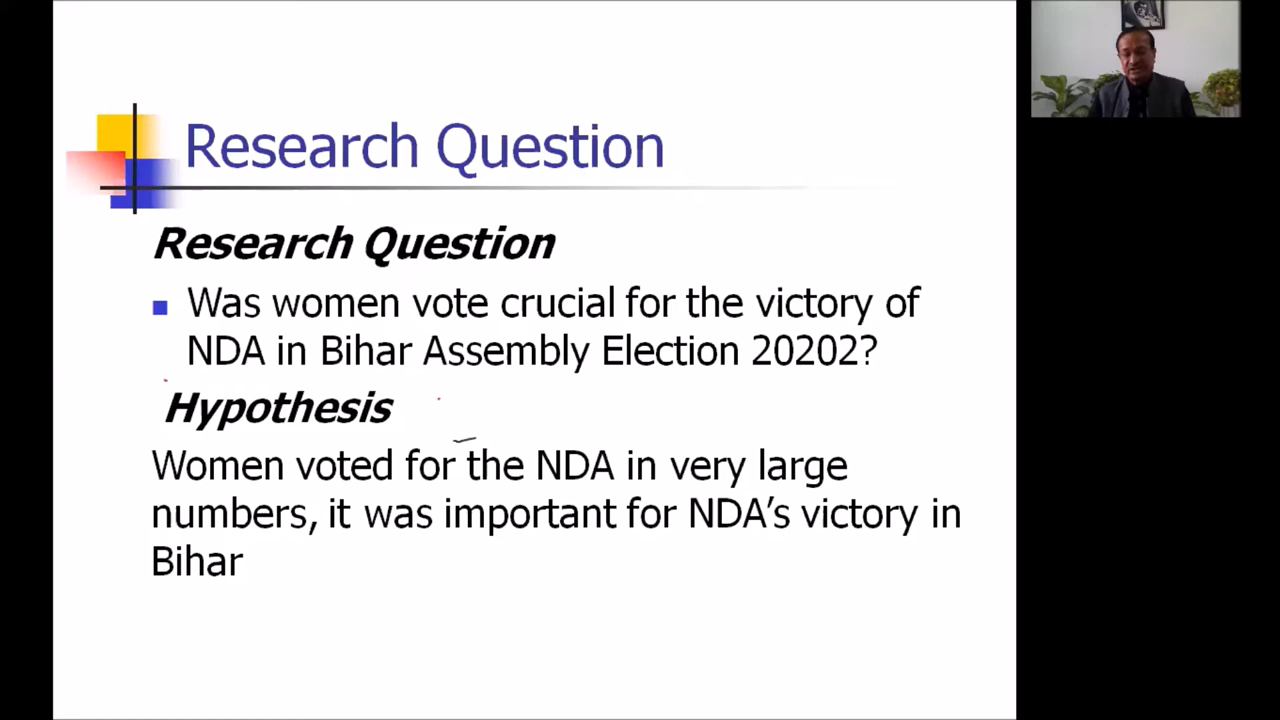 Research Question
Research Question
Was women vote crucial for the victory of
NDA in Bihar Assembly Election 20202?
Hypothesis
Women voted for the NDA in very large
numbers, it was important for NDA’s victory in
Bihar